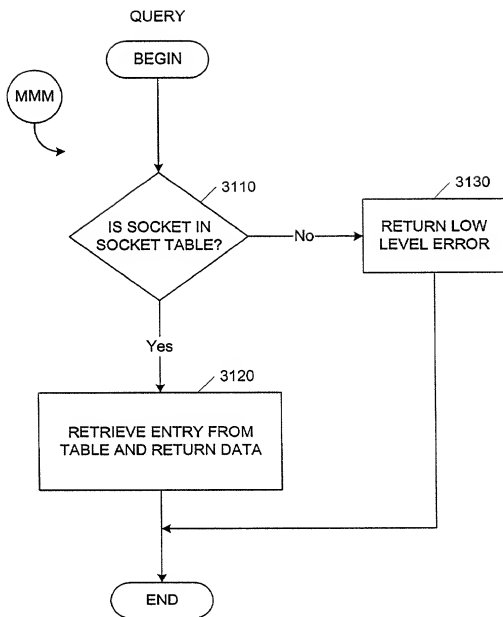 QUERY
BEGIN
MMM
3110
IS SOCKET IN
SOCKET TABLE?
No
3130
RETURN LOW
LEVEL ERROR
Yes
3120
RETRIEVE ENTRY FROM
TABLE AND RETURN DATA
END